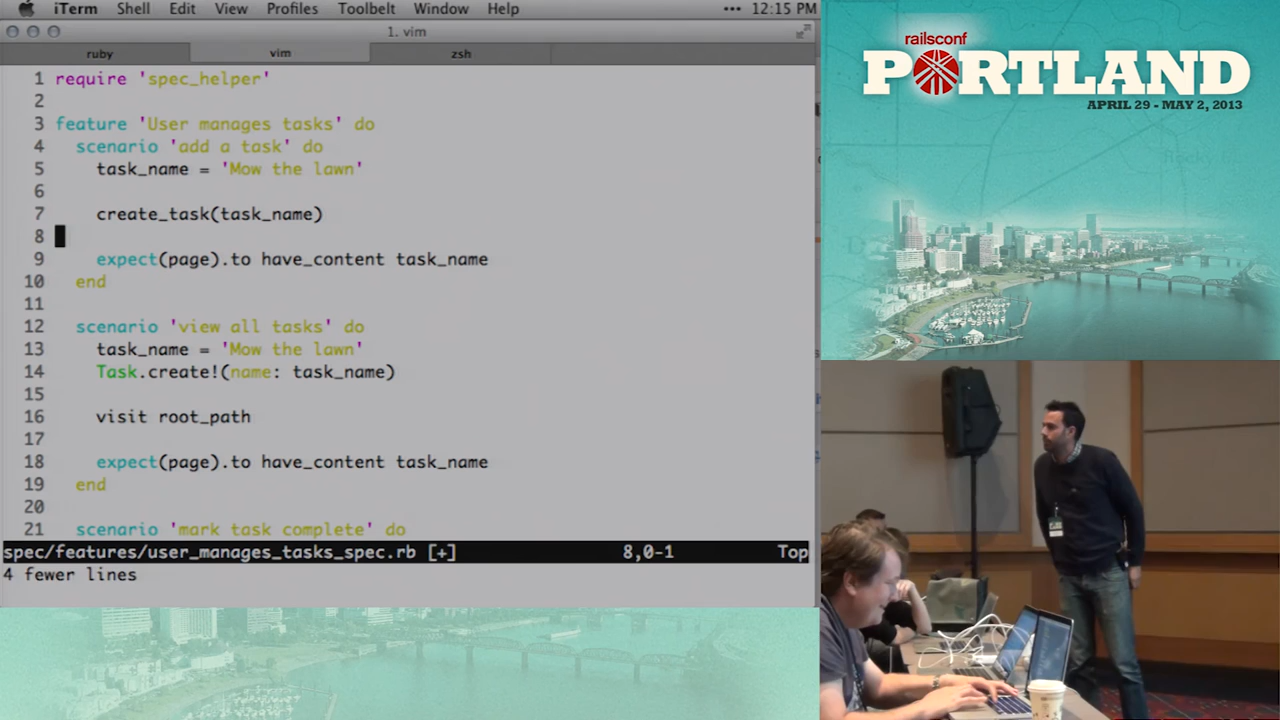 iTerm Shell Edit View Profiles Toolbelt Window Help ••• 12:15 PM
1. vim
ruby vim zsh
1 require 'spec_helper'
2
3 feature 'User manages tasks' do
4 scenario 'add a task' do
5 task_name = 'Mow the lawn'
6
7 create_task(task_name)
8
9 expect(page).to have_content task_name
10 end
11
12 scenario 'view all tasks' do
13 task_name = 'Mow the lawn'
14 Task.create!(name: task_name)
15
16 visit root_path
17
18 expect(page).to have_content task_name
19 end
20
21 scenario 'mark task complete' do
spec/features/user_manages_tasks_spec.rb [+] 8,0-1 Top
4 fewer lines
railsconf
PORTLAND
APRIL 29 - MAY 2, 2013